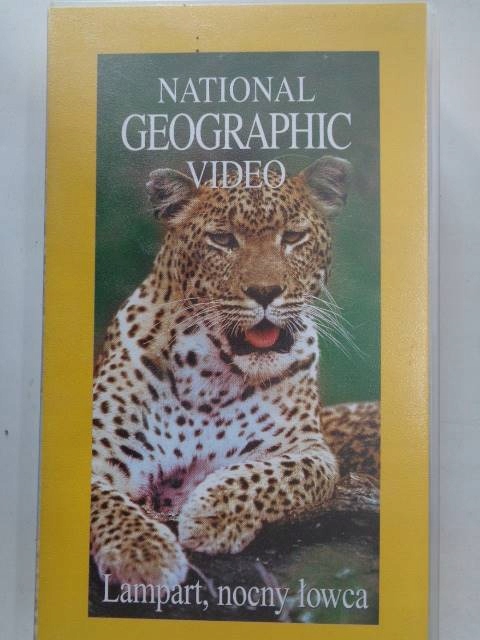 NATIONAL
GEOGRAPHIC
VIDEO
Lampart, nocny łowca